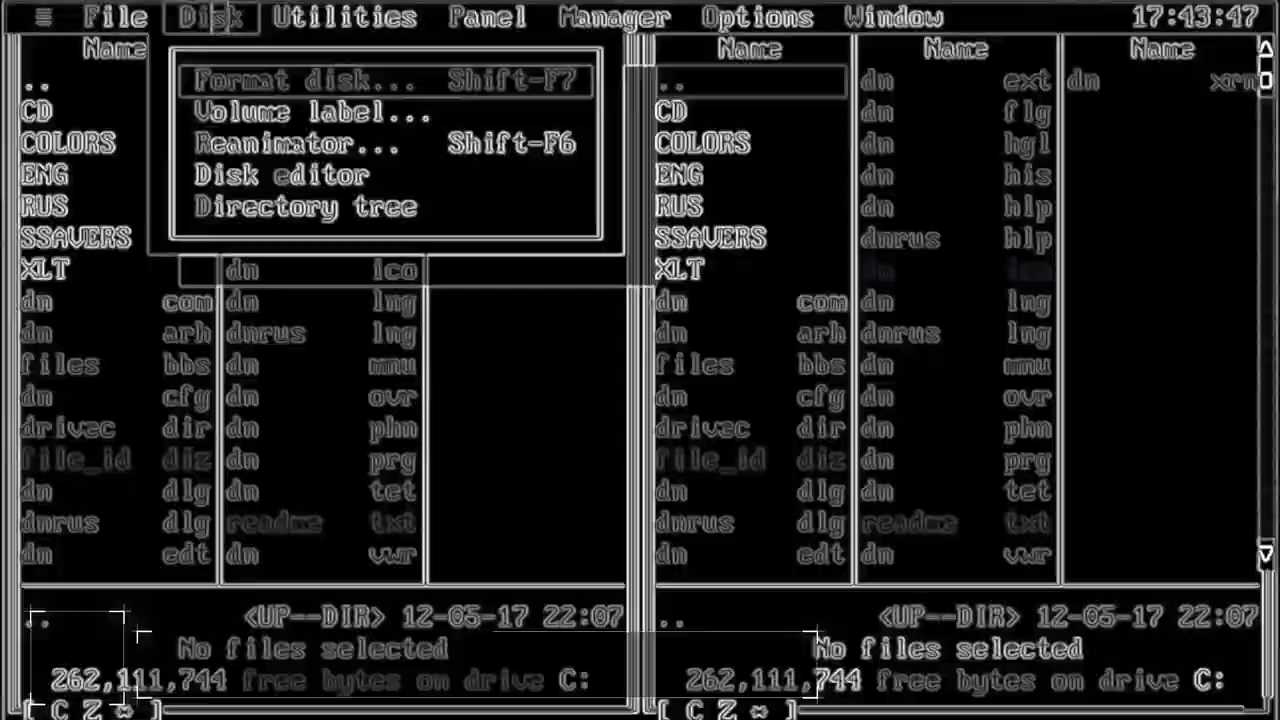 ≡ File Disk Utilities Panel Manager Options Window 17:43:47
Name Name Name Name
Format disk... Shift-F7 .. dn ext dn xrn
.. Volume label... CD dn flg
CD Reanimator... Shift-F6 COLORS dn hgl
COLORS Disk editor ENG dn his
ENG Directory tree RUS dn hlp
RUS SSAVERS dnrus hlp
SSAVERS XLT
XLT dn ico
dn com dn lng dn com dn lng
dn arh dnrus lng dn arh dnrus lng
files bbs dn mnu files bbs dn mnu
dn cfg dn ovr dn cfg dn ovr
drivec dir dn phn drivec dir dn phn
file_id diz dn prg file_id diz dn prg
dn dlg dn tet dn dlg dn tet
dnrus dlg readme txt dnrus dlg readme txt
dn edt dn vwr dn edt dn vwr
.. <UP--DIR> 12-05-17 22:07 .. <UP--DIR> 12-05-17 22:07
No files selected No files selected
262,111,744 free bytes on drive C: 262,111,744 free bytes on drive C:
[ C Z * ] [ C Z * ]